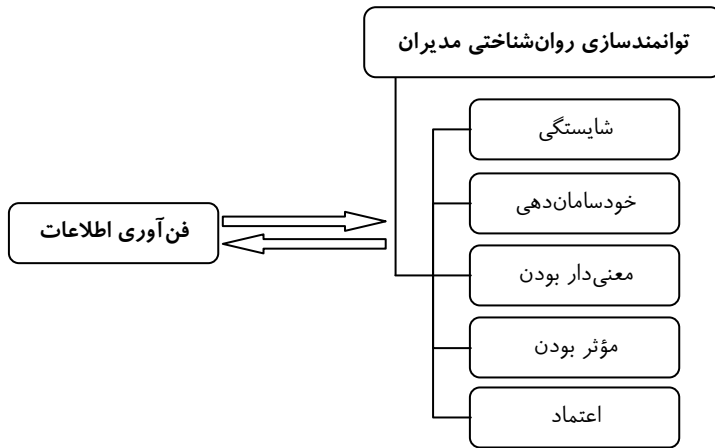 توانمندسازی روان‌شناختی مدیران
شایستگی
خودسامان‌دهی
فن‌آوری اطلاعات
معنی‌دار بودن
مؤثر بودن
اعتماد